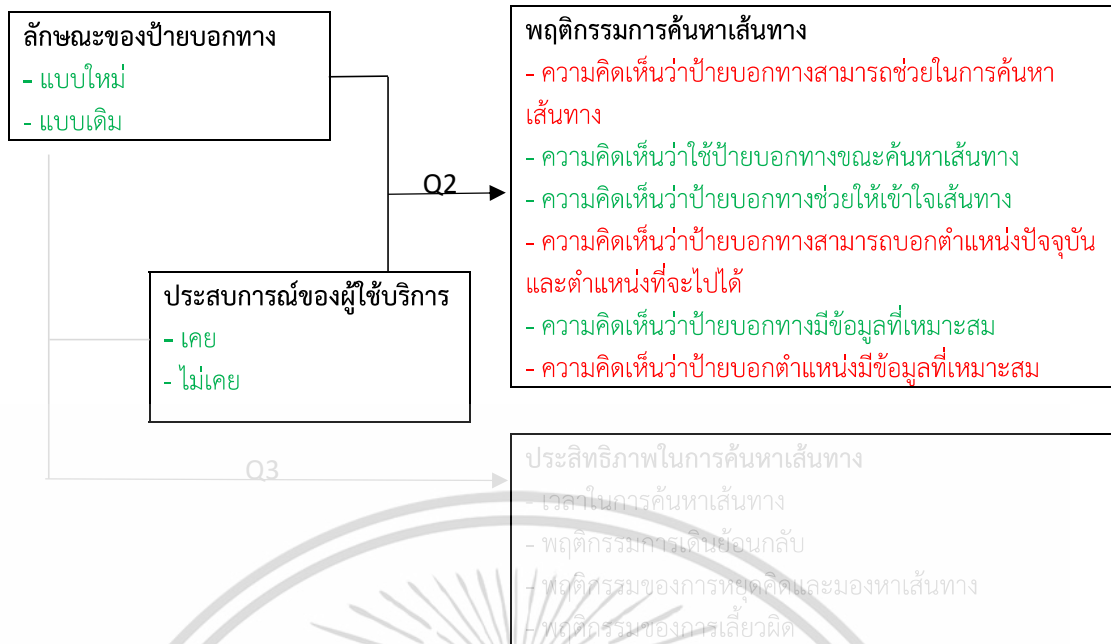 ลักษณะของป้ายบอกทาง
- แบบใหม่
- แบบเดิม
พฤติกรรมการค้นหาเส้นทาง
- ความคิดเห็นว่าป้ายบอกทางสามารถช่วยในการค้นหา
เส้นทาง
- ความคิดเห็นว่าใช้ป้ายบอกทางขณะค้นหาเส้นทาง
- ความคิดเห็นว่าป้ายบอกทางช่วยให้เข้าใจเส้นทาง
- ความคิดเห็นว่าป้ายบอกทางสามารถบอกตำแหน่งปัจจุบัน
และตำแหน่งที่จะไปได้
- ความคิดเห็นว่าป้ายบอกทางมีข้อมูลที่เหมาะสม
- ความคิดเห็นว่าป้ายบอกตำแหน่งมีข้อมูลที่เหมาะสม
Q2
ประสบการณ์ของผู้ใช้บริการ
- เคย
- ไม่เคย
Q3
ประสิทธิภาพในการค้นหาเส้นทาง
- เวลาในการค้นหาเส้นทาง
- พฤติกรรมการเดินย้อนกลับ
- พฤติกรรมของการหยุดคิดและมองหาเส้นทาง
- พฤติกรรมของการเลี้ยวผิด